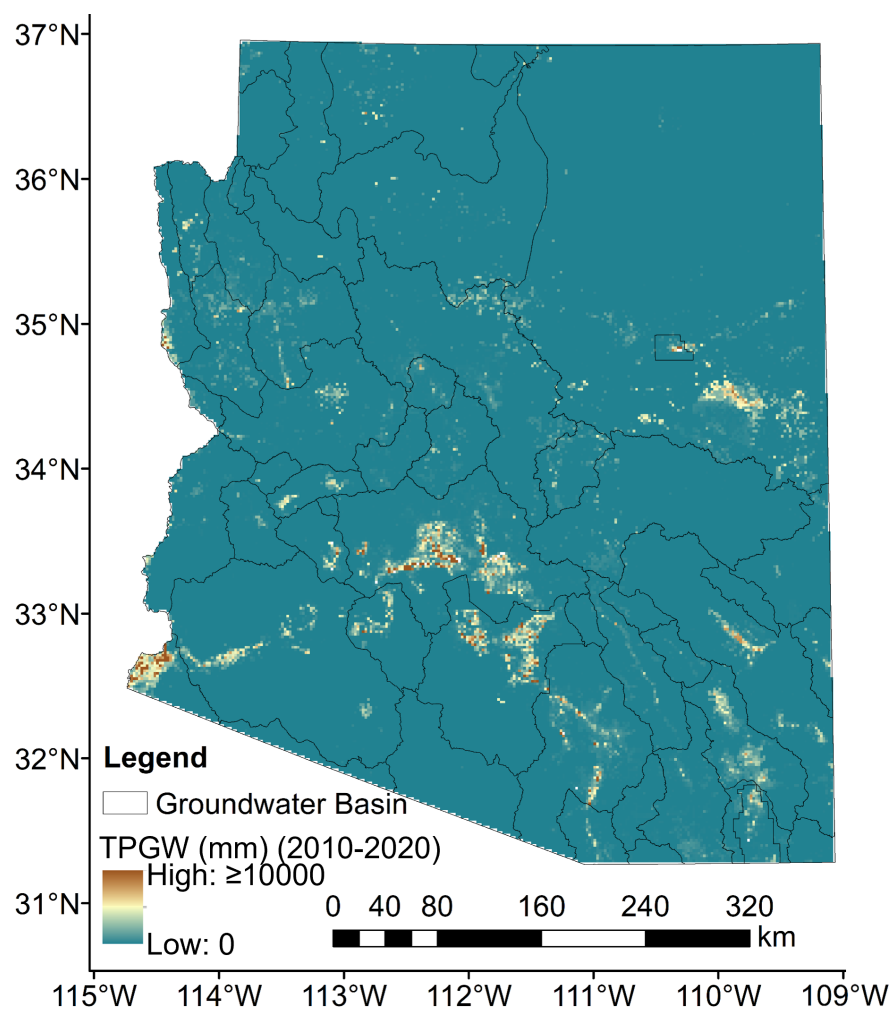 37°N
36°N
35°N
34°N
33°N
32°N
31°N
Legend
Groundwater Basin
TPGW (mm) (2010-2020)
High: ≥10000
Low: 0
0 40 80 160 240 320
km
115°W 114°W 113°W 112°W 111°W 110°W 109°W